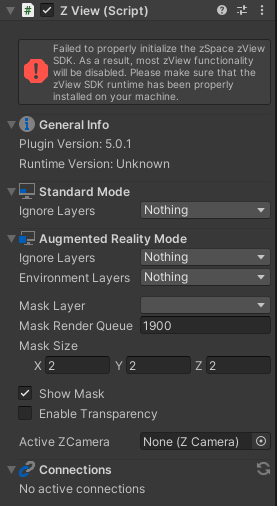 Z View (Script)
Failed to properly initialize the zSpace zView
SDK. As a result, most zView functionality
will be disabled. Please make sure that the
zView SDK runtime has been properly
installed on your machine.
General Info
Plugin Version: 5.0.1
Runtime Version: Unknown
Standard Mode
Ignore Layers Nothing
Augmented Reality Mode
Ignore Layers Nothing
Environment Layers Nothing
Mask Layer
Mask Render Queue 1900
Mask Size
X 2 Y 2 Z 2
Show Mask
Enable Transparency
Active ZCamera None (Z Camera)
Connections
No active connections